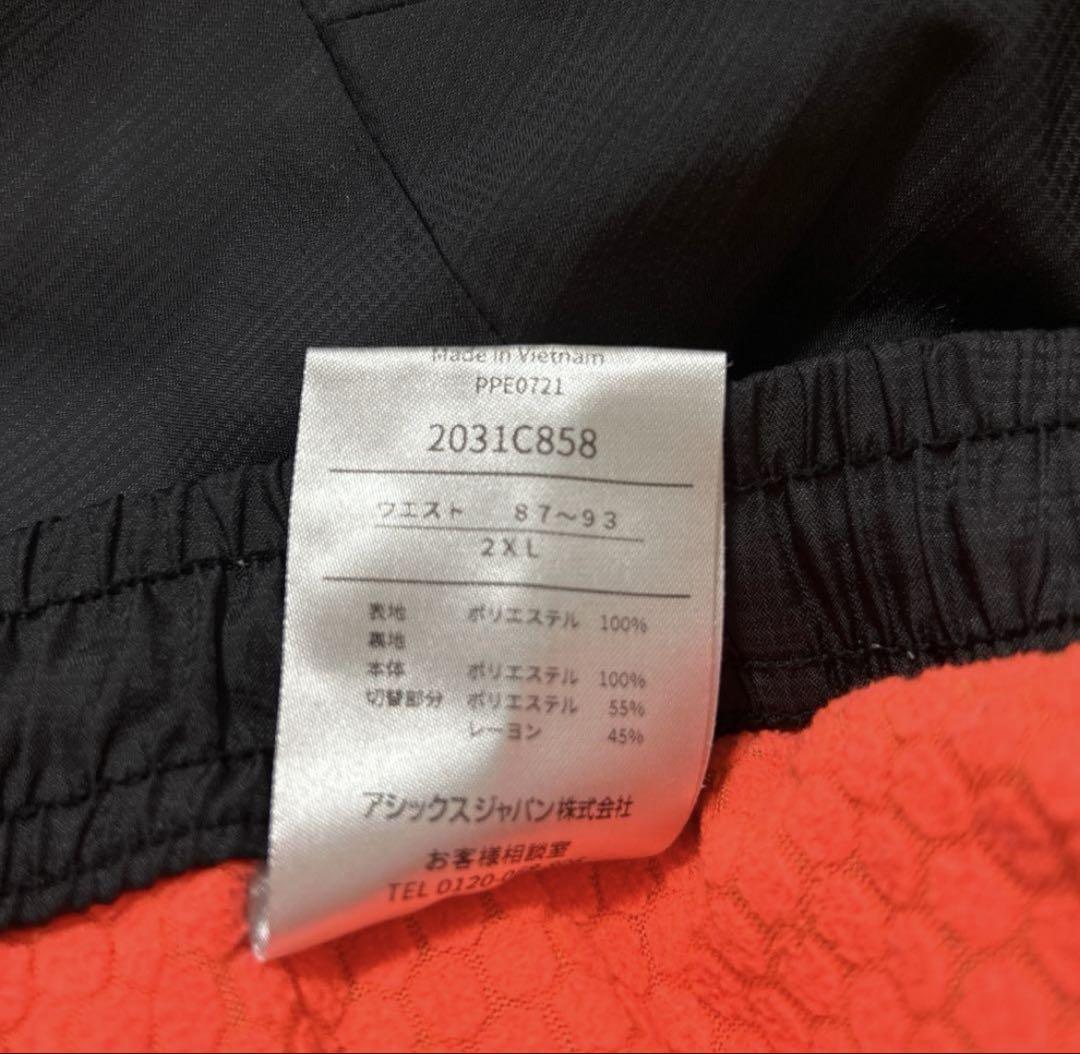 Made in Vietnam
PPE0721
2031C858
ウエスト 87～93
2XL
表地 ポリエステル 100%
裏地
本体 ポリエステル 100%
切替部分 ポリエステル 55%
レーヨン 45%
アシックスジャパン株式会社
お客様相談室
TEL 0120-